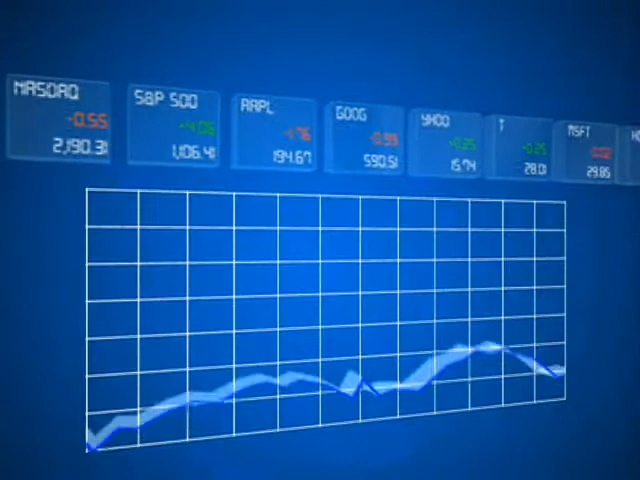 NASDAQ
-0.55
2,190.31
S&P 500
+4.06
1,106.41
AAPL
-1.76
194.67
GOOG
-0.99
590.51
YHOO
+0.25
15.74
T
+0.25
28.01
MSFT
-0.02
29.85